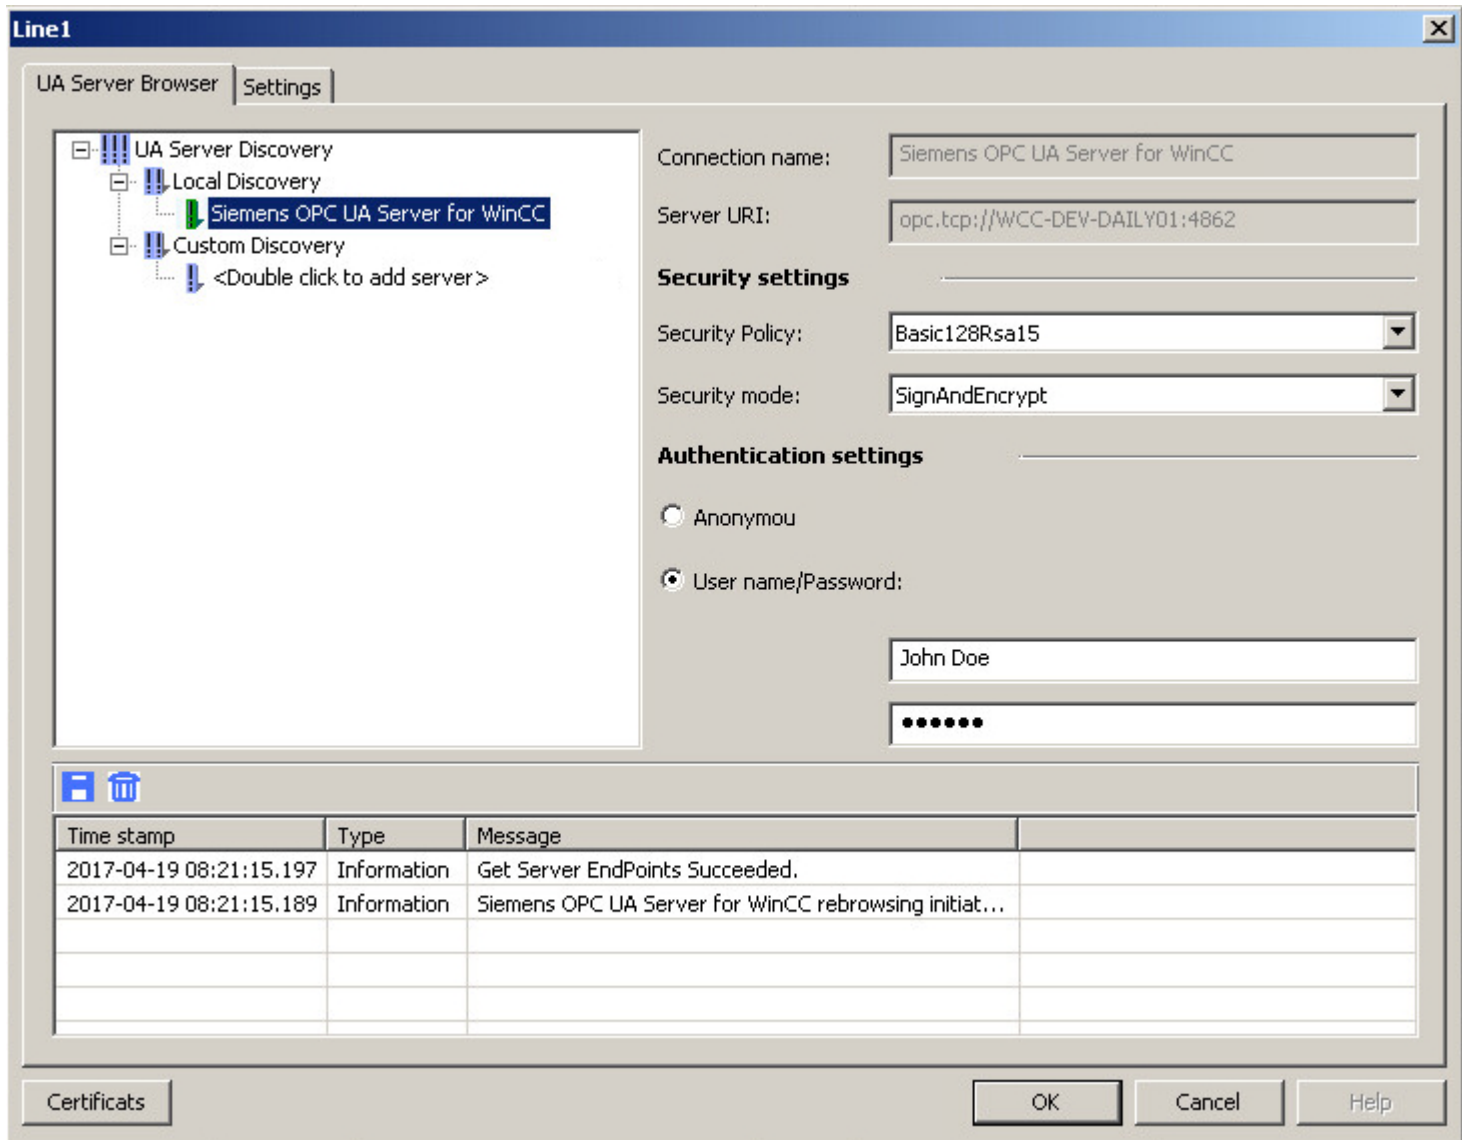 Line1
UA Server Browser
Settings
UA Server Discovery
Local Discovery
Siemens OPC UA Server for WinCC
Custom Discovery
<Double click to add server>
Connection name:
Siemens OPC UA Server for WinCC
Server URI:
opc.tcp://WCC-DEV-DAILY01:4862
Security settings
Security Policy:
Basic128Rsa15
Security mode:
SignAndEncrypt
Authentication settings
Anonymou
User name/Password:
John Doe
●●●●●●
Time stamp Type Message
2017-04-19 08:21:15.197 Information Get Server EndPoints Succeeded.
2017-04-19 08:21:15.189 Information Siemens OPC UA Server for WinCC rebrowsing initiat...
Certificats
OK
Cancel
Help